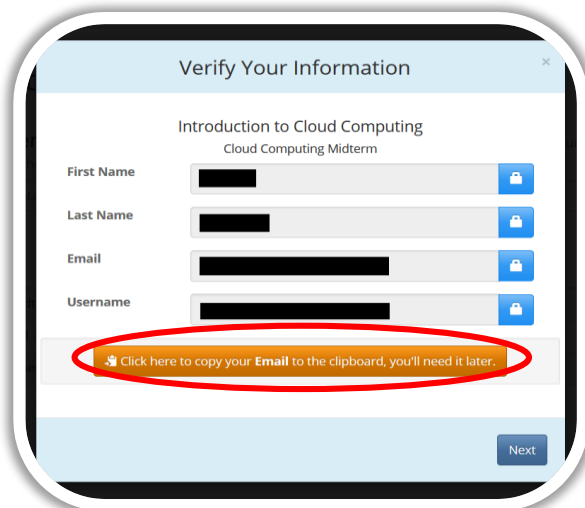 Verify Your Information
×
Introduction to Cloud Computing
Cloud Computing Midterm
First Name
Last Name
Email
Username
Click here to copy your Email to the clipboard, you'll need it later.
Next